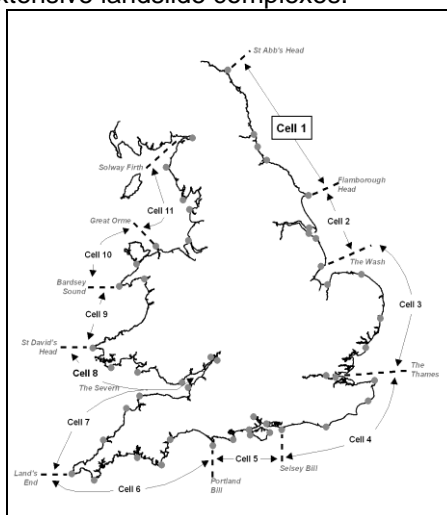 xtensive landslide complexes.
St Abb's Head
Cell 1
Solway Firth
Flamborough
Head
Great Orme
Cell 11
Cell 2
Cell 10
The Wash
Bardsey
Sound
Cell 9
Cell 3
St David's
Head
Cell 8
The Severn
The
Thames
Cell 7
Cell 4
Land's
End
Cell 6
Portland
Bill
Cell 5
Selsey Bill